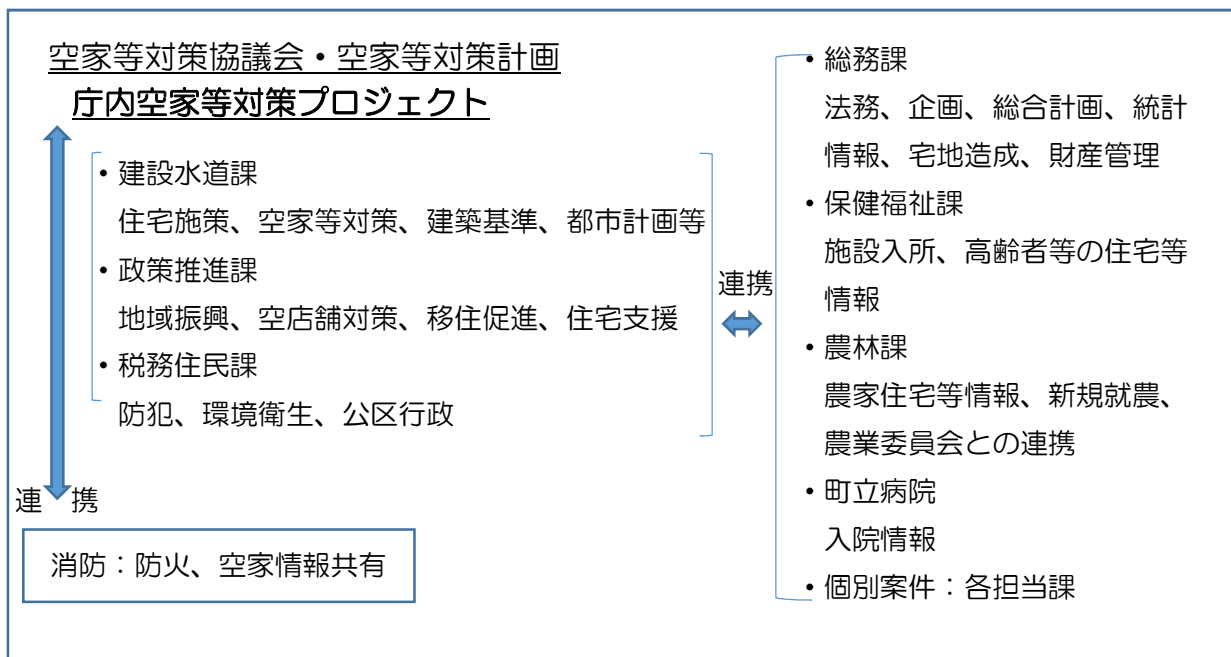 空家等対策協議会・空家等対策計画
庁内空家等対策プロジェクト
・建設水道課
住宅施策、空家等対策、建築基準、都市計画等
・政策推進課
地域振興、空店舗対策、移住促進、住宅支援
・税務住民課
防犯、環境衛生、公区行政
連携
連 携
消防：防火、空家情報共有
・総務課
法務、企画、総合計画、統計
情報、宅地造成、財産管理
・保健福祉課
施設入所、高齢者等の住宅等
情報
・農林課
農家住宅等情報、新規就農、
農業委員会との連携
・町立病院
入院情報
・個別案件：各担当課